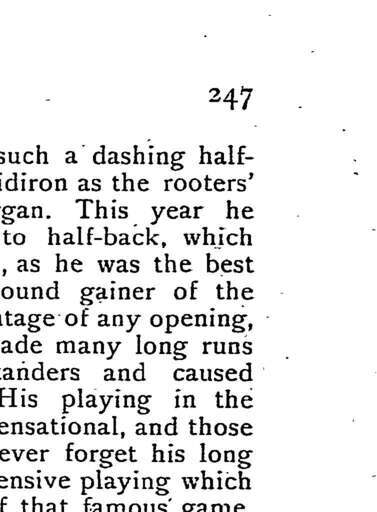 247
such a dashing half-
idiron as the rooters'
rgan. This year he
to half-back, which
, as he was the best
ound gainer of the
ntage of any opening,
ade many long runs
anders and caused
His playing in the
ensational, and those
ever forget his long
ensive playing which
f that famous game.